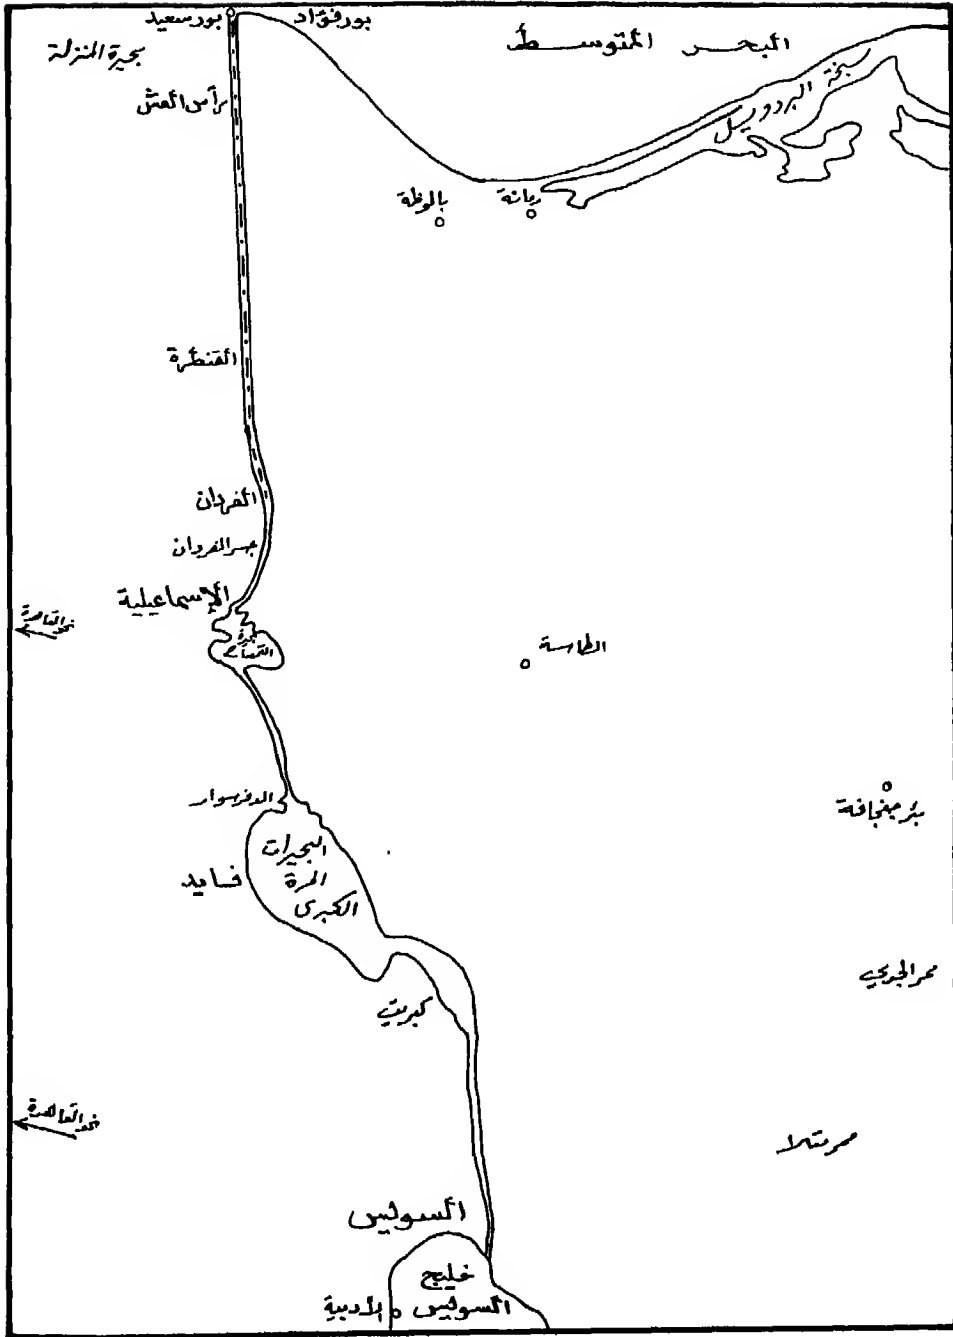 بورسعيد
بورفؤاد
البحر المتوسط
بحيرة المنزلة
سبخة البردويل
رأس العش
بالوظة
رمانة
القنطرة
الفردان
جسر الفردان
الإسماعيلية
نحو القاهرة
بحيرة
التمساح
الطاسة
الدفرسوار
بئر جفجافة
البحيرات
المرة
الكبرى
فايد
ممر الجدي
كبريت
نحو القاهرة
ممر متلا
السويس
خليج
السويس
الأدبية